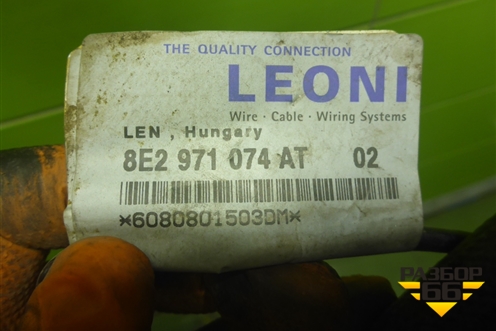 THE QUALITY CONNECTION
LEONI
Wire · Cable · Wiring Systems
LEN , Hungary
8E2 971 074 AT 02
*6080801503DM*
РАЗБОР
66